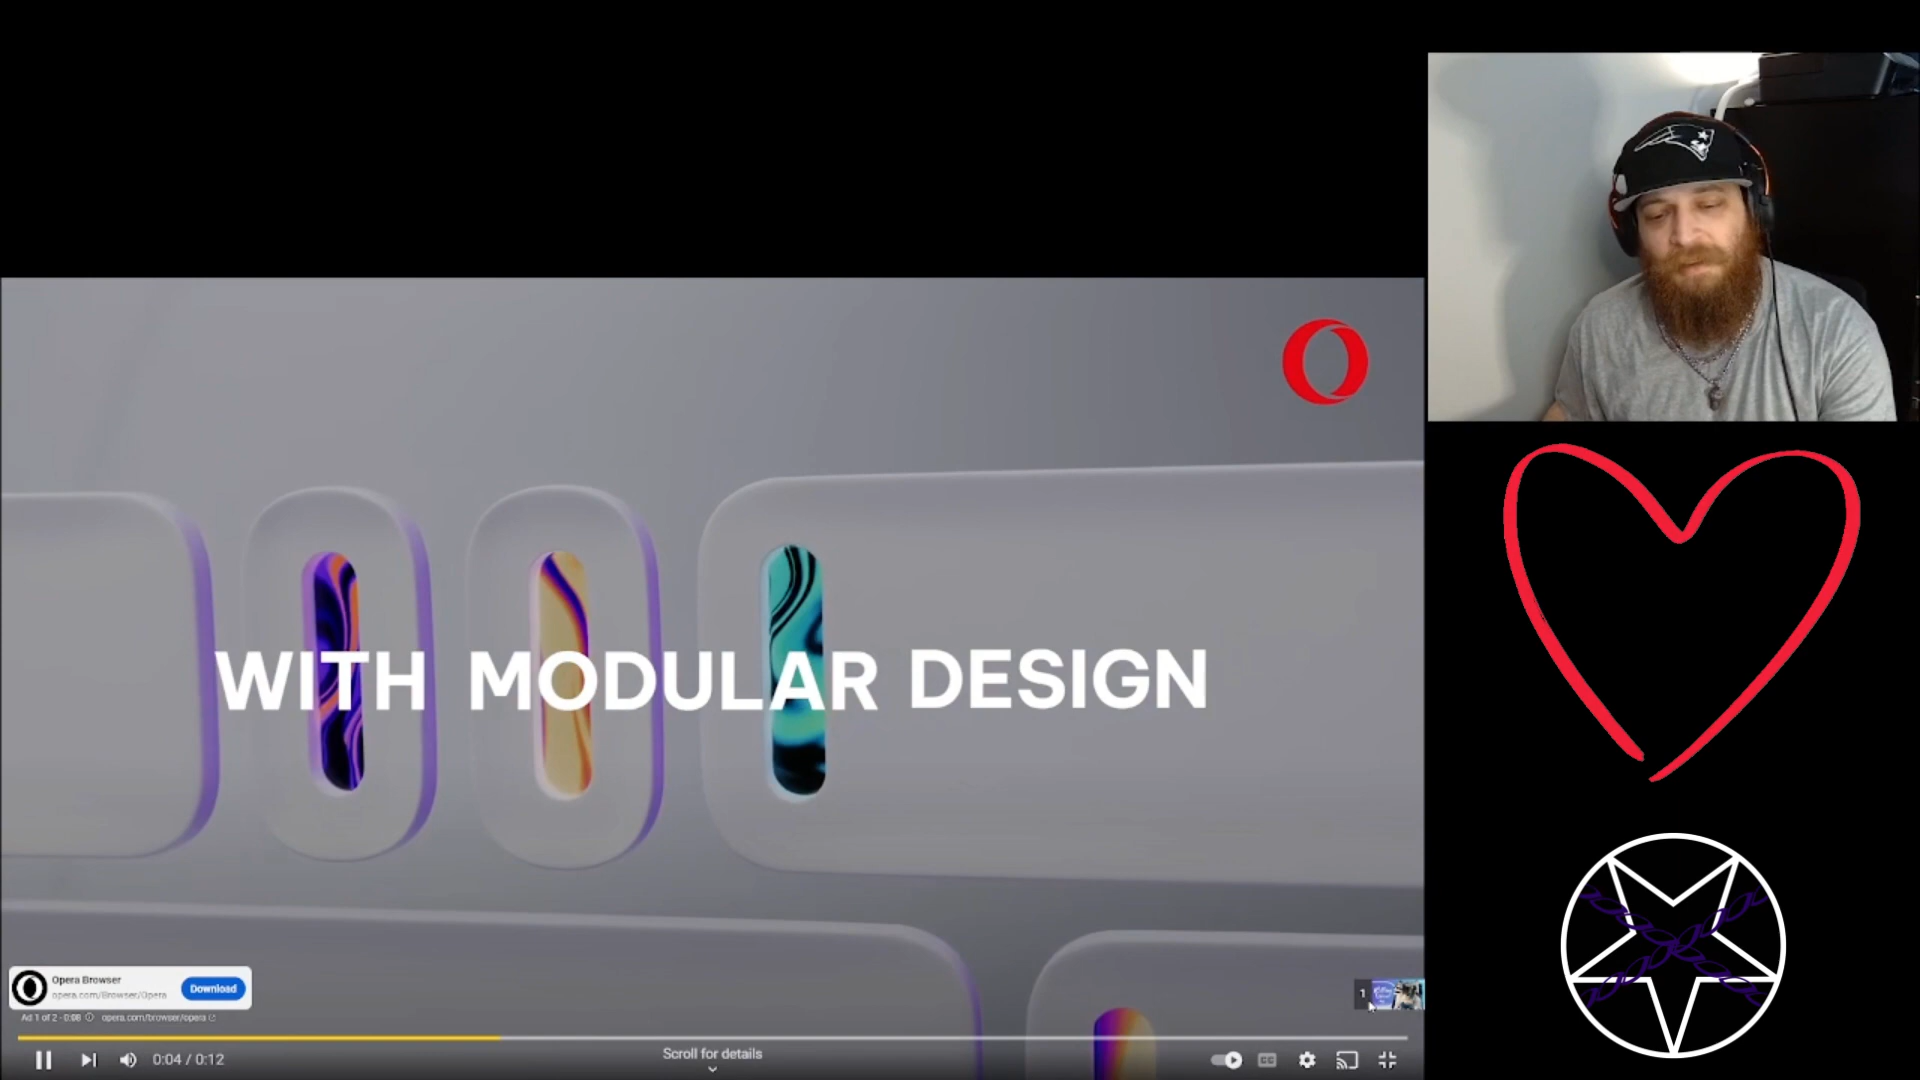 WITH MODULAR DESIGN
Opera Browser
opera.com/Browser/Opera
Download
Ad 1 of 2 · 0:08
opera.com/browser/opera
1
0:04 / 0:12
Scroll for details
CC